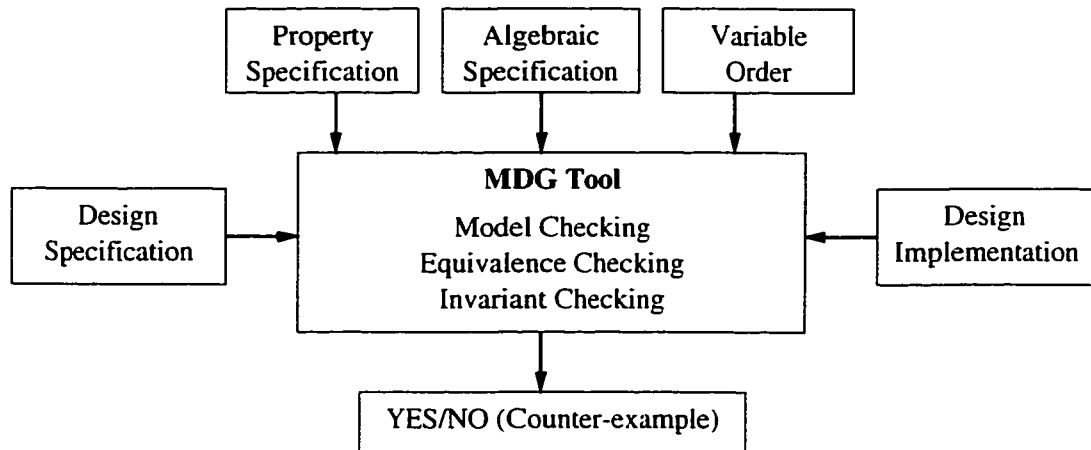 Property
Specification
Algebraic
Specification
Variable
Order
MDG Tool
Model Checking
Equivalence Checking
Invariant Checking
Design
Specification
Design
Implementation
YES/NO (Counter-example)